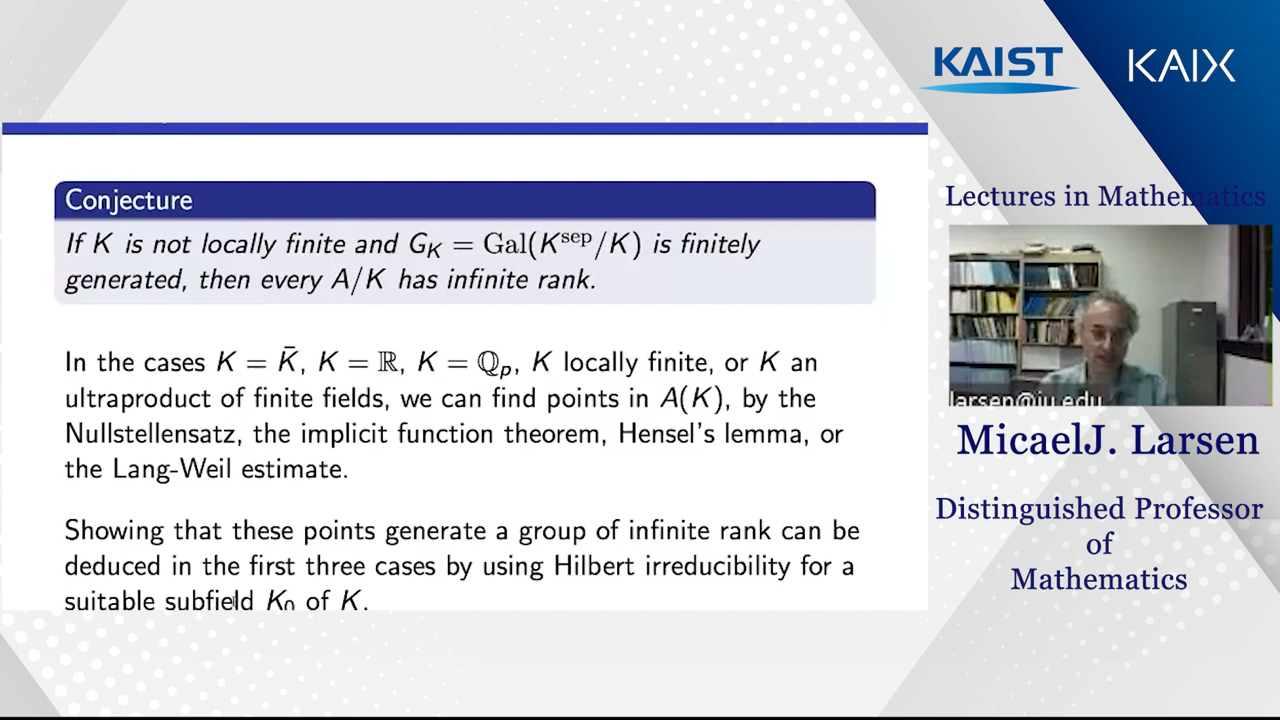 KAIST KAIX
Conjecture
If K is not locally finite and G_K = Gal(K^sep/K) is finitely
generated, then every A/K has infinite rank.
In the cases K = K̄, K = ℝ, K = ℚ_p, K locally finite, or K an
ultraproduct of finite fields, we can find points in A(K), by the
Nullstellensatz, the implicit function theorem, Hensel's lemma, or
the Lang-Weil estimate.
Showing that these points generate a group of infinite rank can be
deduced in the first three cases by using Hilbert irreducibility for a
suitable subfield K_0 of K.
Lectures in Mathematics
larsen@iu.edu
MicaelJ. Larsen
Distinguished Professor
of
Mathematics